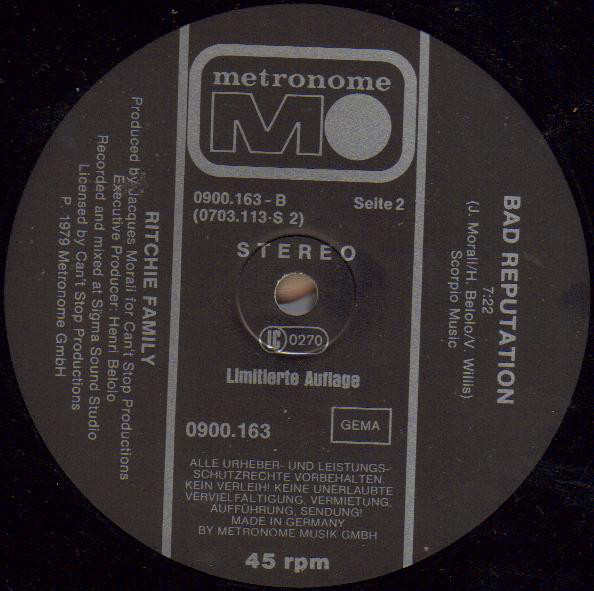 metronome
MO
0900.163 - B
(0703.113-S 2)
Seite 2
STEREO
LC 0270
Limitierte Auflage
0900.163
GEMA
ALLE URHEBER- UND LEISTUNGS-
SCHUTZRECHTE VORBEHALTEN.
KEIN VERLEIH! KEINE UNERLAUBTE
VERVIELFÄLTIGUNG, VERMIETUNG,
AUFFÜHRUNG, SENDUNG!
MADE IN GERMANY
BY METRONOME MUSIK GMBH
45 rpm
RITCHIE FAMILY
Produced by Jacques Morali for Can't Stop Productions
Executive Producer: Henri Belolo
Recorded and mixed at Sigma Sound Studio
Licensed by Can't Stop Productions
P. 1979 Metronome GmbH
BAD REPUTATION
7:22
(J. Morali/H. Belolo/V. Willis)
Scorpio Music